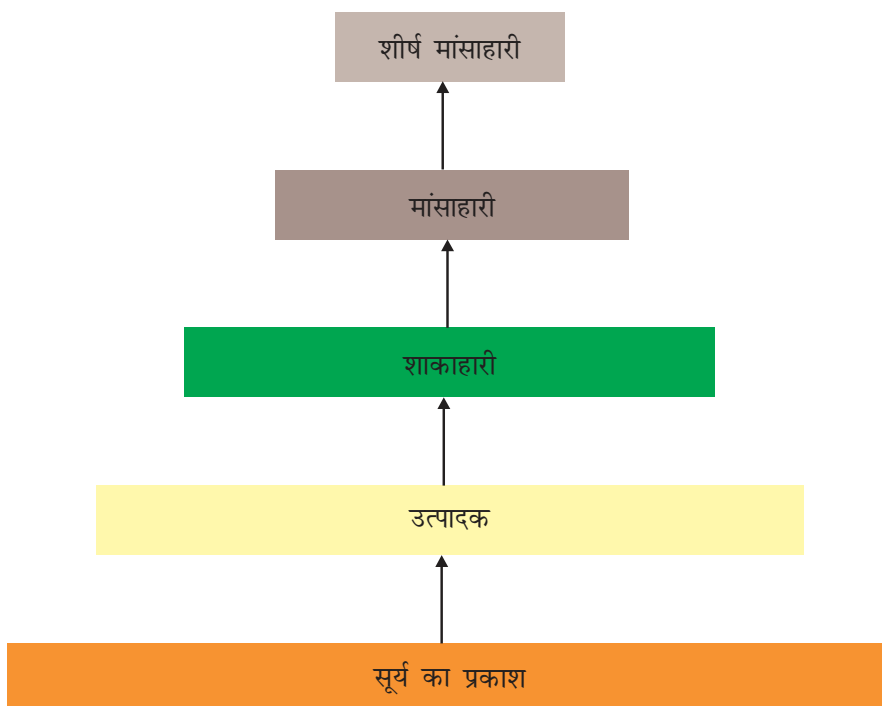 शीर्ष मांसाहारी
मांसाहारी
शाकाहारी
उत्पादक
सूर्य का प्रकाश